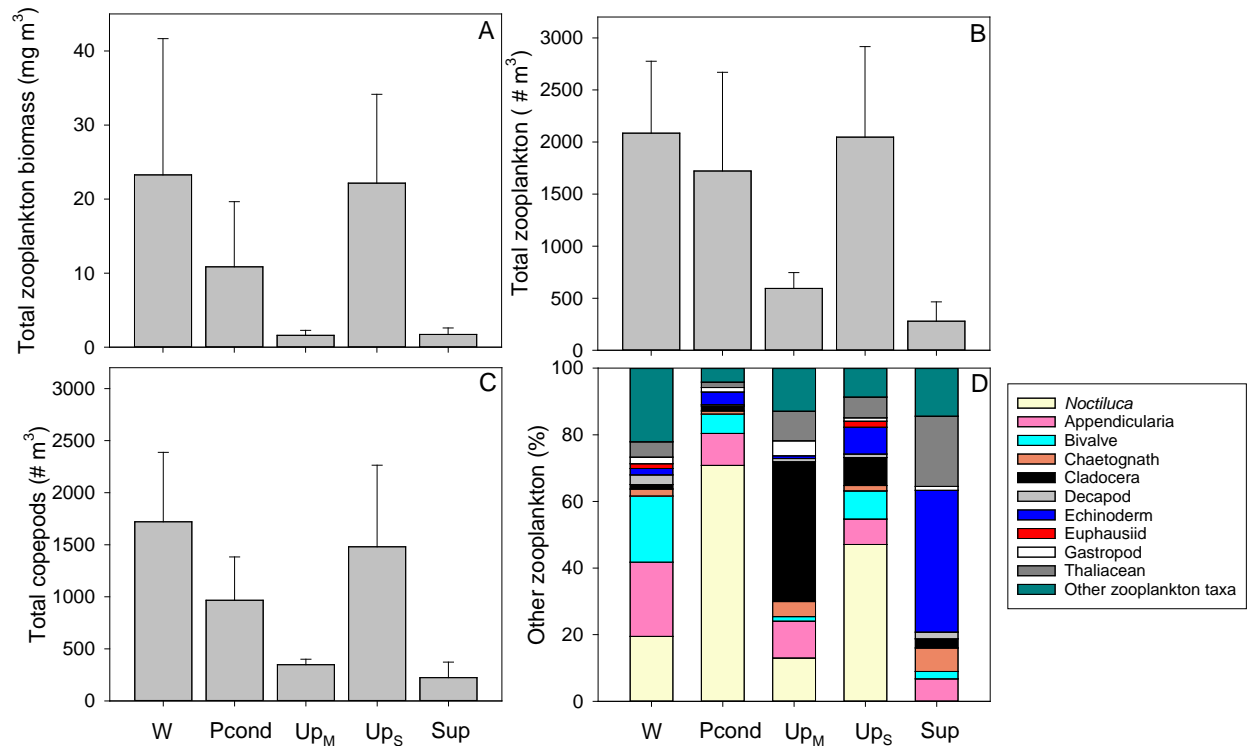 A
Total zooplankton biomass (mg m³)
40
20
10
0
B
Total zooplankton ( # m³)
3000
2500
2000
1500
1000
500
0
C
Total copepods (# m³)
3000
2500
2000
1500
1000
500
0
W Pcond UpM UpS Sup
D
Other zooplankton (%)
100
80
60
40
20
0
W Pcond UpM UpS Sup
Noctiluca
Appendicularia
Bivalve
Chaetognath
Cladocera
Decapod
Echinoderm
Euphausiid
Gastropod
Thaliacean
Other zooplankton taxa